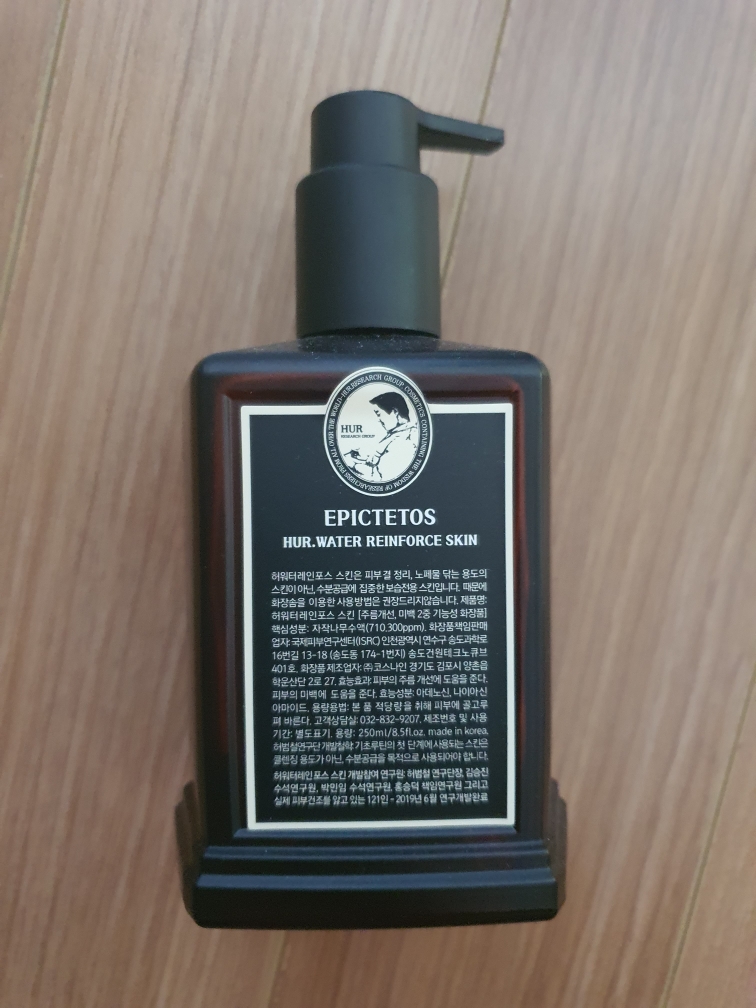 HUR.RESEARCH GROUP COSMETICS CONTAINING THE WISDOM OF RESEARCHERS FROM ALL OVER THE WORLD-
HUR
RESEARCH GROUP
EPICTETOS
HUR.WATER REINFORCE SKIN
허워터레인포스 스킨은 피부결 정리, 노폐물 닦는 용도의
스킨이 아닌, 수분공급에 집중한 보습전용 스킨입니다. 때문에
화장솜을 이용한 사용방법은 권장드리지않습니다. 제품명:
허워터레인포스 스킨 [주름개선, 미백 2중 기능성 화장품]
핵심성분: 자작나무수액(710,300ppm). 화장품책임판매
업자: 국제피부연구센터(ISRC) 인천광역시 연수구 송도과학로
16번길 13-18 (송도동 174-1번지) 송도건원테크노큐브
401호. 화장품 제조업자: ㈜코스나인 경기도 김포시 양촌읍
학운산단 2로 27. 효능효과: 피부의 주름 개선에 도움을 준다.
피부의 미백에 도움을 준다. 효능성분: 아데노신, 나이아신
아마이드. 용량용법: 본 품 적당량을 취해 피부에 골고루
펴 바른다. 고객상담실: 032-832-9207. 제조번호 및 사용
기간: 별도표기. 용량: 250ml/8.5fl.oz. made in korea.
허범철연구단 개발철학: 기초루틴의 첫 단계에 사용되는 스킨은
클렌징 용도가 아닌, 수분공급을 목적으로 사용되어야 합니다.
허워터레인포스 스킨 개발참여 연구원: 허범철 연구단장, 김승진
수석연구원, 박민임 수석연구원, 홍승덕 책임연구원 그리고
실제 피부건조를 앓고 있는 121인 - 2019년 6월 연구개발완료